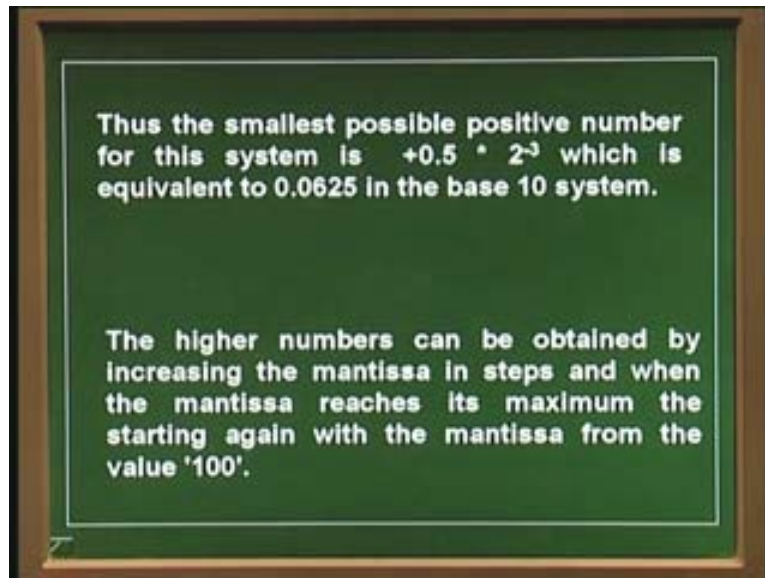 Thus the smallest possible positive number
for this system is +0.5 * 2⁻³ which is
equivalent to 0.0625 in the base 10 system.
The higher numbers can be obtained by
increasing the mantissa in steps and when
the mantissa reaches its maximum the
starting again with the mantissa from the
value '100'.